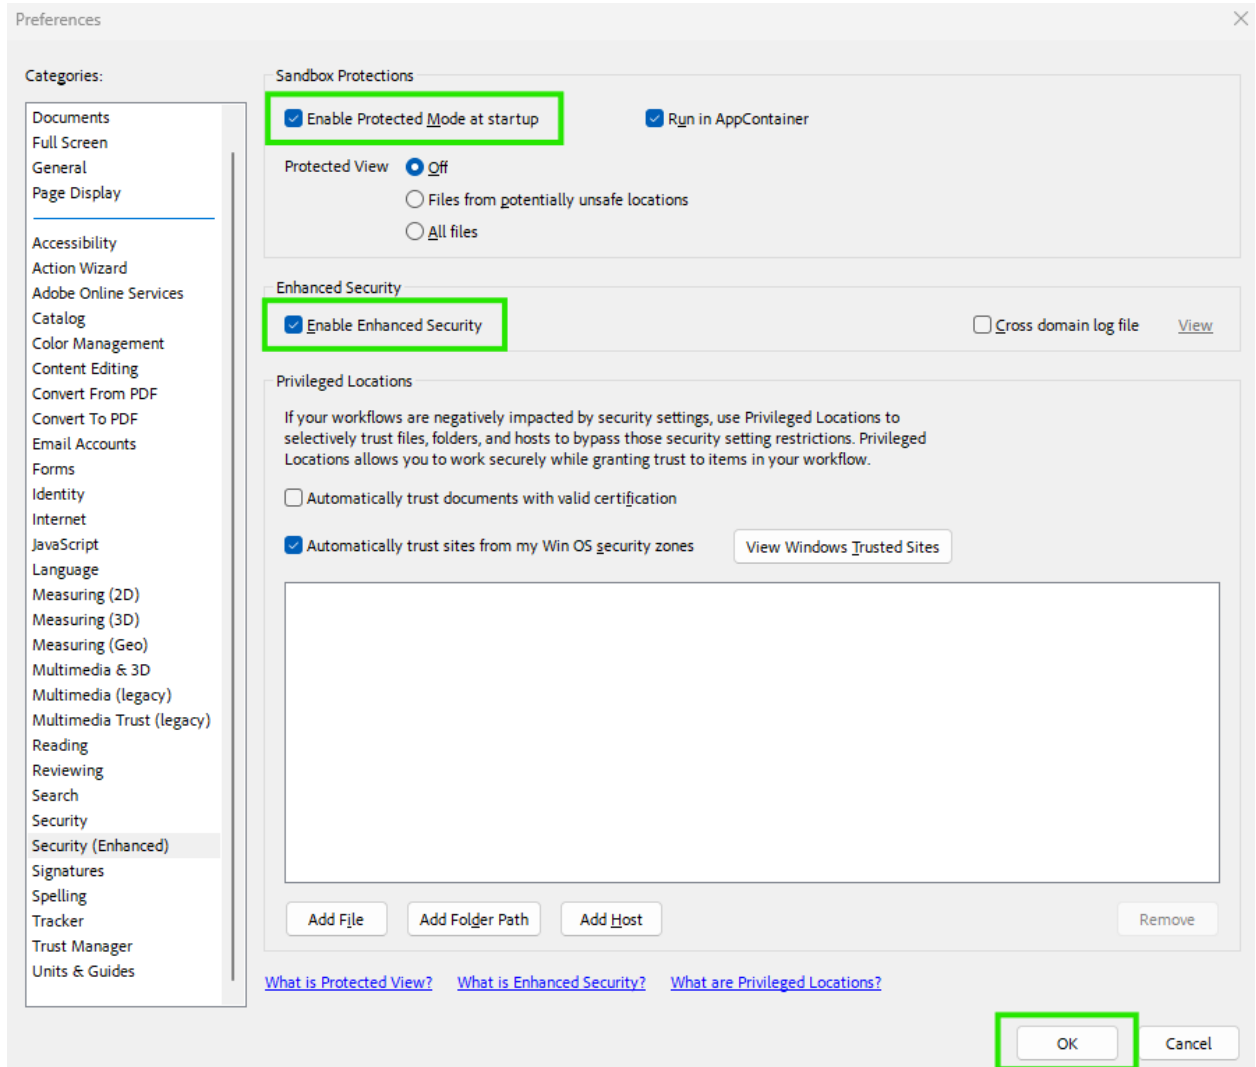 Preferences
Categories:
Documents
Full Screen
General
Page Display
Accessibility
Action Wizard
Adobe Online Services
Catalog
Color Management
Content Editing
Convert From PDF
Convert To PDF
Email Accounts
Forms
Identity
Internet
JavaScript
Language
Measuring (2D)
Measuring (3D)
Measuring (Geo)
Multimedia & 3D
Multimedia (legacy)
Multimedia Trust (legacy)
Reading
Reviewing
Search
Security
Security (Enhanced)
Signatures
Spelling
Tracker
Trust Manager
Units & Guides
Sandbox Protections
Enable Protected Mode at startup Run in AppContainer
Protected View Off
Files from potentially unsafe locations
All files
Enhanced Security
Enable Enhanced Security Cross domain log file View
Privileged Locations
If your workflows are negatively impacted by security settings, use Privileged Locations to
selectively trust files, folders, and hosts to bypass those security setting restrictions. Privileged
Locations allows you to work securely while granting trust to items in your workflow.
Automatically trust documents with valid certification
Automatically trust sites from my Win OS security zones View Windows Trusted Sites
Add File Add Folder Path Add Host Remove
What is Protected View? What is Enhanced Security? What are Privileged Locations?
OK Cancel